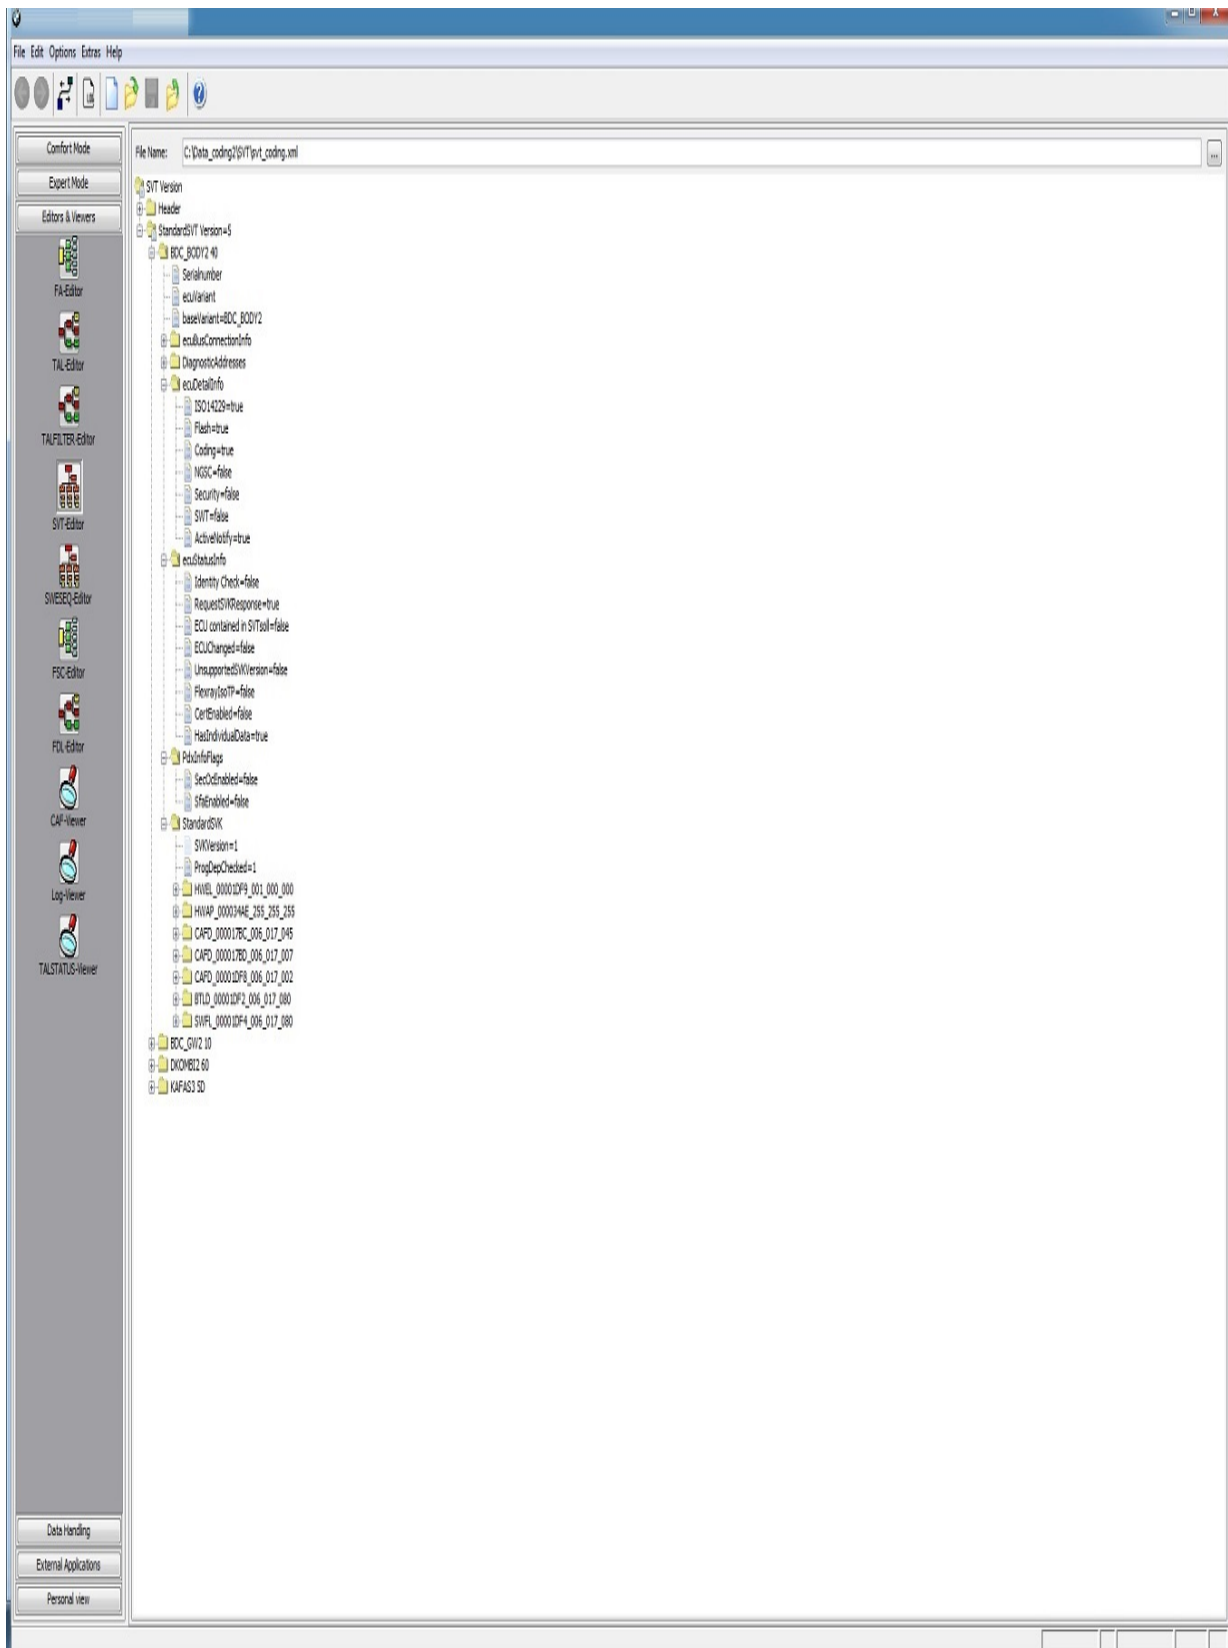 File Edit Options Extras Help
Comfort Mode
Expert Mode
Editors & Viewers
FA-Editor
TAL-Editor
TALFILTER-Editor
SVT-Editor
SWESEQ-Editor
FSC-Editor
FDL-Editor
CAF-Viewer
Log-Viewer
TALSTATUS-Viewer
Data Handling
External Applications
Personal view
File Name: C:\Data_coding2\SVT\svt_coding.xml
...
SVT Version
Header
StandardSVT Version=5
BDC_BODY2 40
Serialnumber
ecuVariant
baseVariant=BDC_BODY2
ecuBusConnectionInfo
DiagnosticAddresses
ecuDetailInfo
ISO14229=true
Flash=true
Coding=true
NGSC=false
Security=false
SWT=false
ActiveNotify=true
ecuStatusInfo
Identity Check=false
RequestSVKResponse=true
ECU contained in SVTsoll=false
ECUChanged=false
UnsupportedSVKVersion=false
FlexrayIsoTP=false
CertEnabled=false
HasIndividualData=true
PdxInfoFlags
SecOcEnabled=false
SfaEnabled=false
StandardSVK
SVKVersion=1
ProgDepChecked=1
HWEL_00001DF9_001_000_000
HWAP_000034AE_255_255_255
CAFD_000017BC_006_017_045
CAFD_000017BD_006_017_007
CAFD_00001DF8_006_017_002
BTLD_00001DF2_006_017_080
SWFL_00001DF4_006_017_080
BDC_GW2 10
DKOMBI2 60
KAFAS3 5D